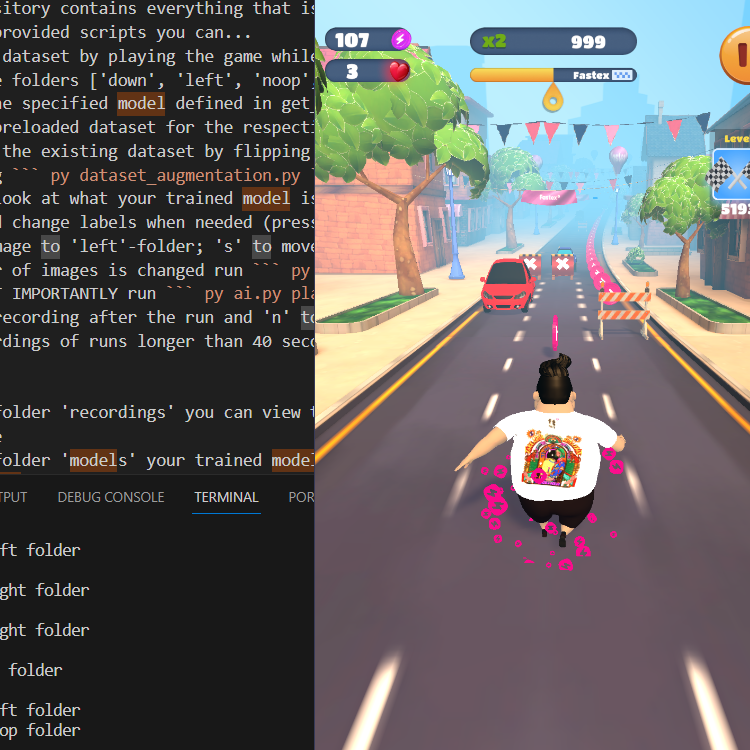 sitory contains everything that is
provided scripts you can...
dataset by playing the game while
e folders ['down', 'left', 'noop',
he specified model defined in get_
preloaded dataset for the respecti
the existing dataset by flipping
g ``` py dataset_augmentation.py
look at what your trained model is
d change labels when needed (press
mage to 'left'-folder; 's' to move
r of images is changed run ``` py
T IMPORTANTLY run ``` py ai.py pla
recording after the run and 'n' to
rdings of runs longer than 40 seco
folder 'recordings' you can view t
e
folder 'models' your trained model
TPUT DEBUG CONSOLE TERMINAL POR
ft folder
ght folder
ght folder
folder
ft folder
op folder
107
3
x2 999
Fastex
Leve
519
Fastex